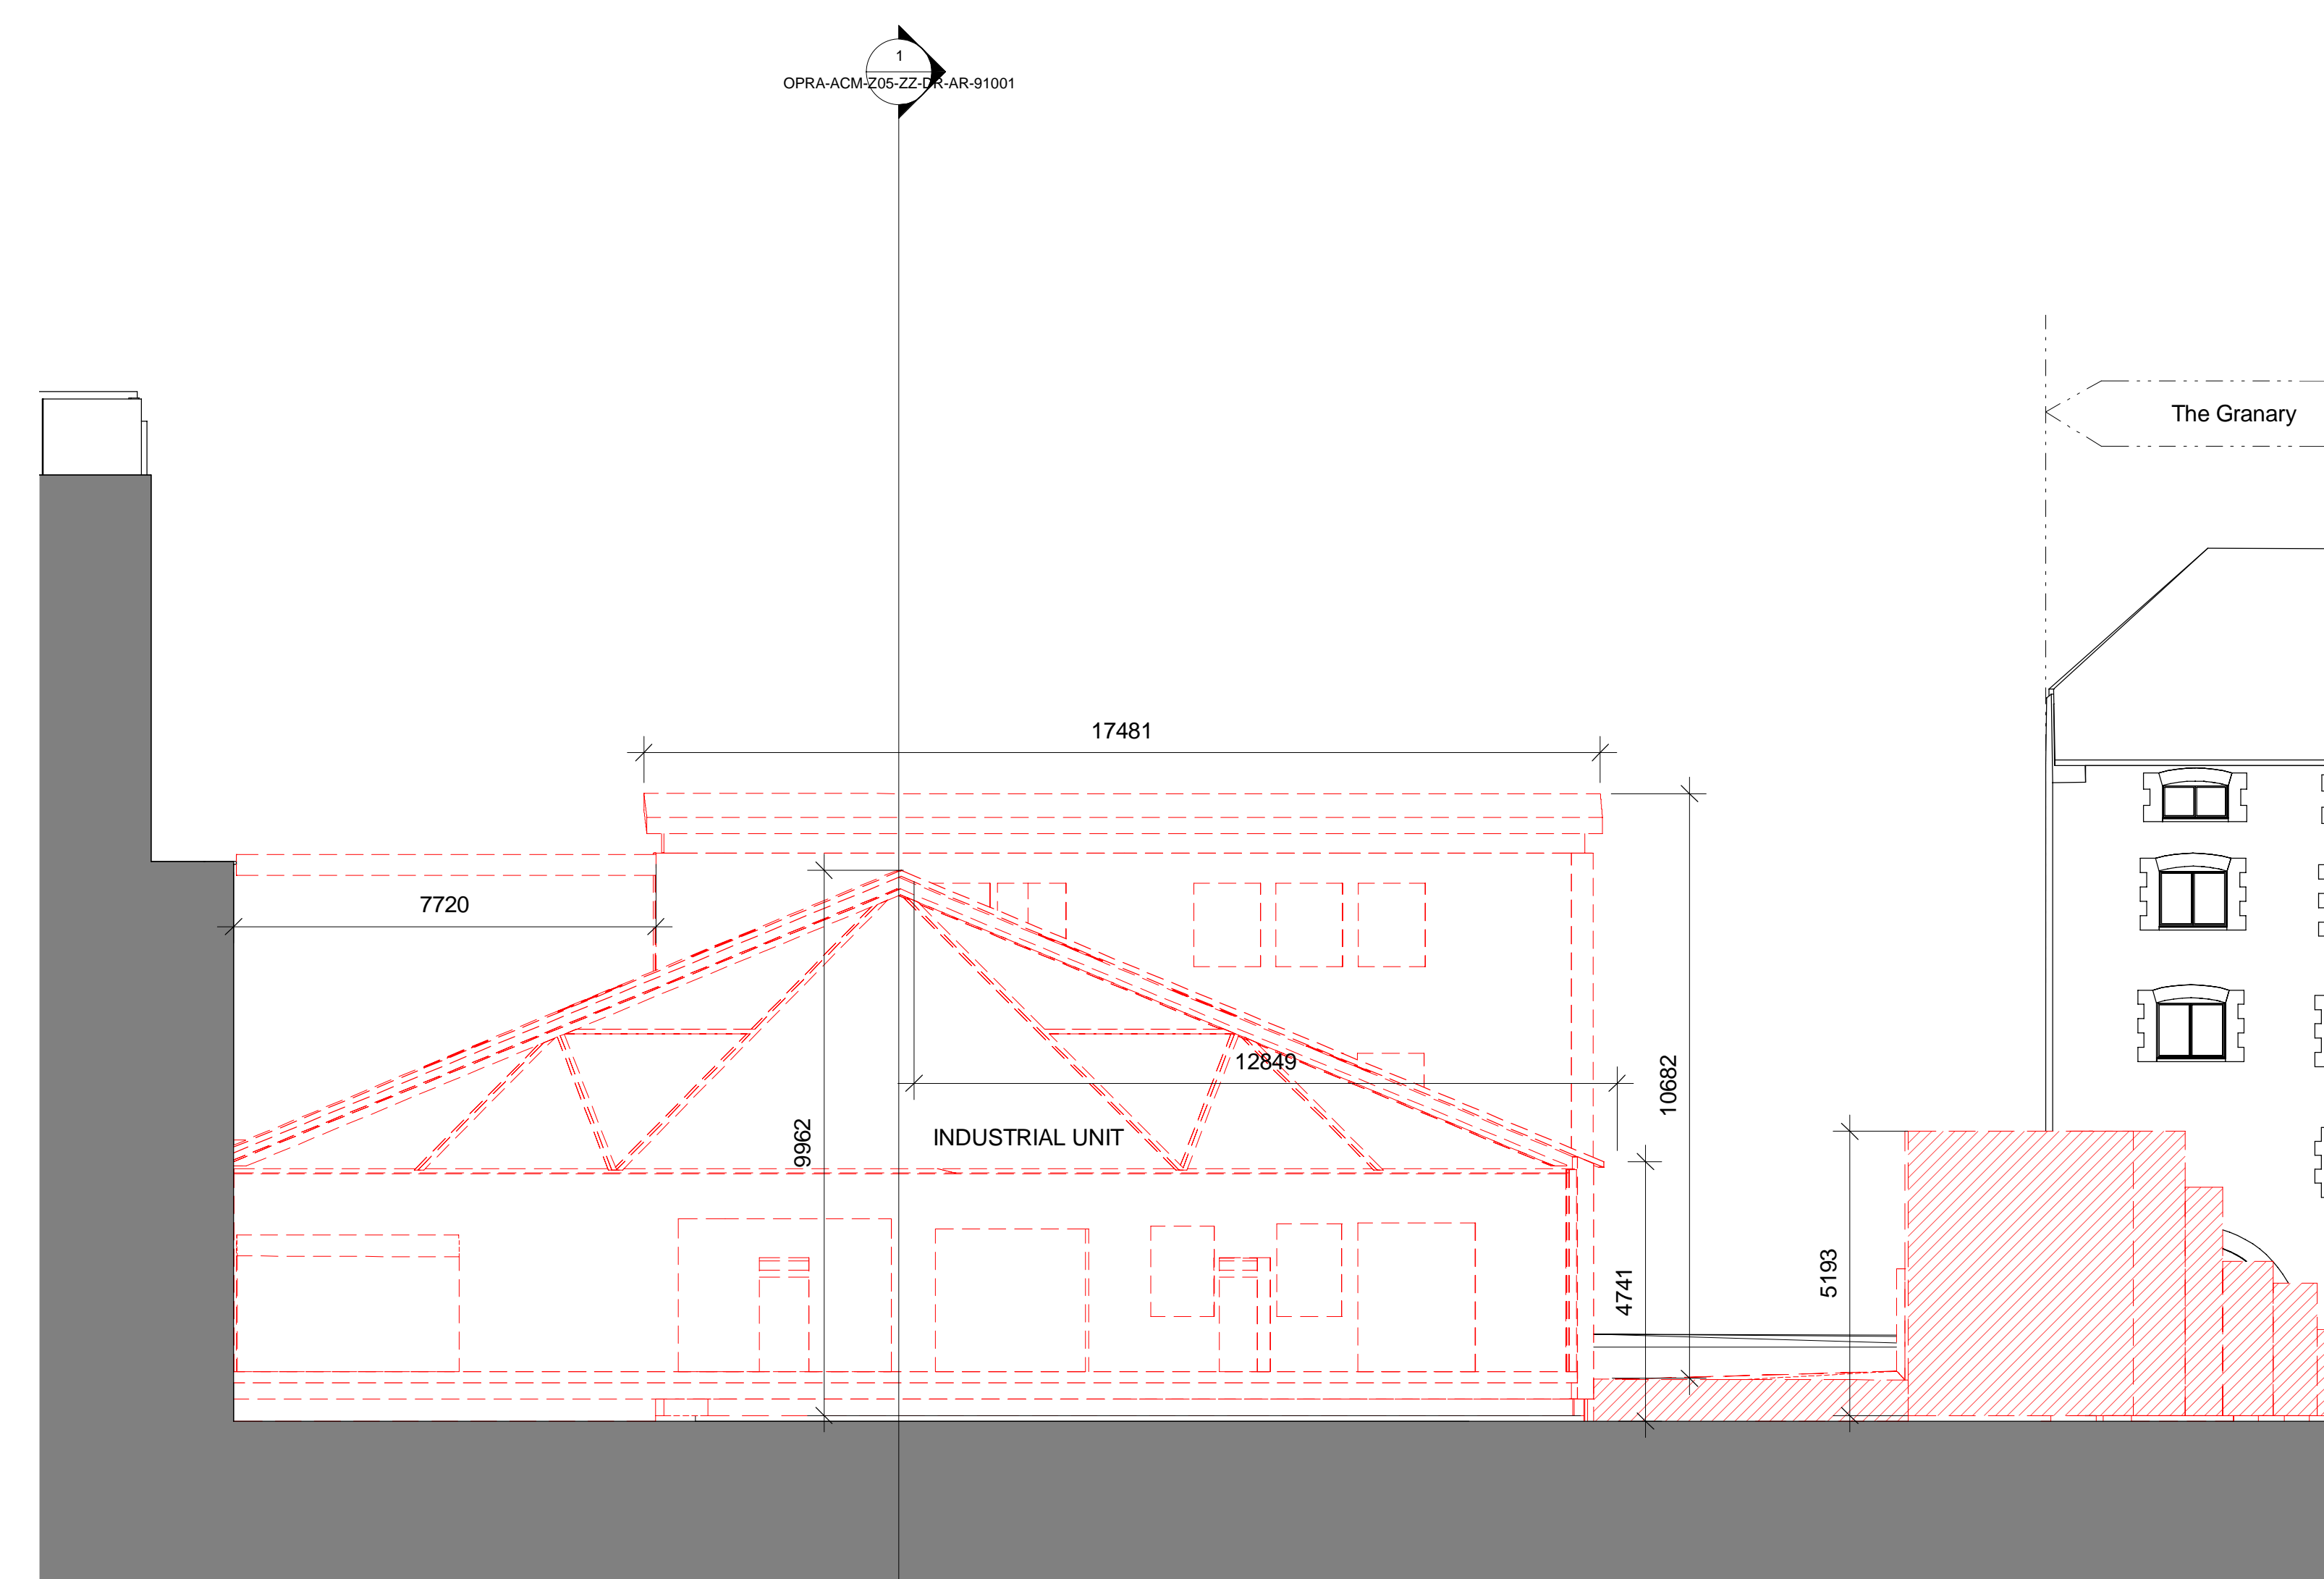 1
OPRA-ACM-Z05-ZZ-DR-AR-91001
The Granary
17481
7720
12849
10682
9962
INDUSTRIAL UNIT
4741
5193